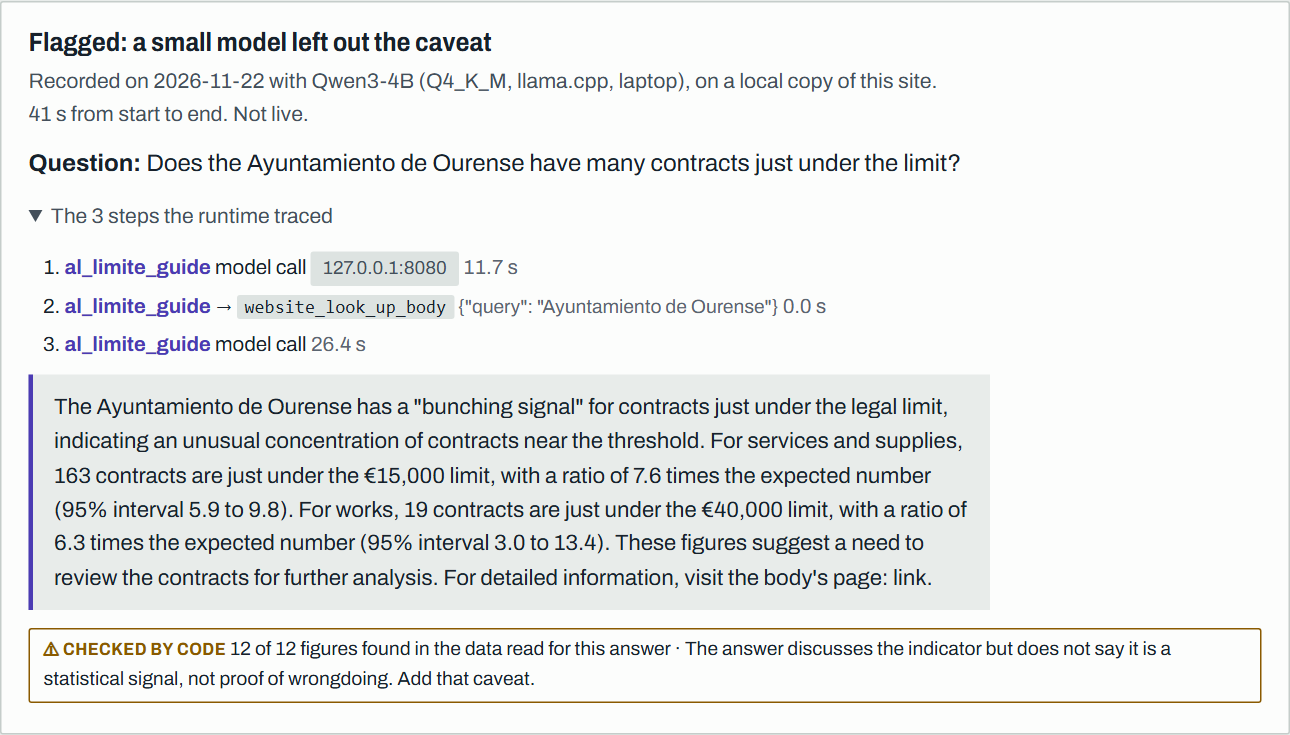 Flagged: a small model left out the caveat
Recorded on 2026-11-22 with Qwen3-4B (Q4_K_M, llama.cpp, laptop), on a local copy of this site.
41 s from start to end. Not live.
Question: Does the Ayuntamiento de Ourense have many contracts just under the limit?
▼ The 3 steps the runtime traced
1. al_limite_guide model call 127.0.0.1:8080 11.7 s
2. al_limite_guide → website_look_up_body {"query": "Ayuntamiento de Ourense"} 0.0 s
3. al_limite_guide model call 26.4 s
The Ayuntamiento de Ourense has a "bunching signal" for contracts just under the legal limit,
indicating an unusual concentration of contracts near the threshold. For services and supplies,
163 contracts are just under the €15,000 limit, with a ratio of 7.6 times the expected number
(95% interval 5.9 to 9.8). For works, 19 contracts are just under the €40,000 limit, with a ratio of
6.3 times the expected number (95% interval 3.0 to 13.4). These figures suggest a need to
review the contracts for further analysis. For detailed information, visit the body's page: link.
⚠ CHECKED BY CODE 12 of 12 figures found in the data read for this answer · The answer discusses the indicator but does not say it is a
statistical signal, not proof of wrongdoing. Add that caveat.